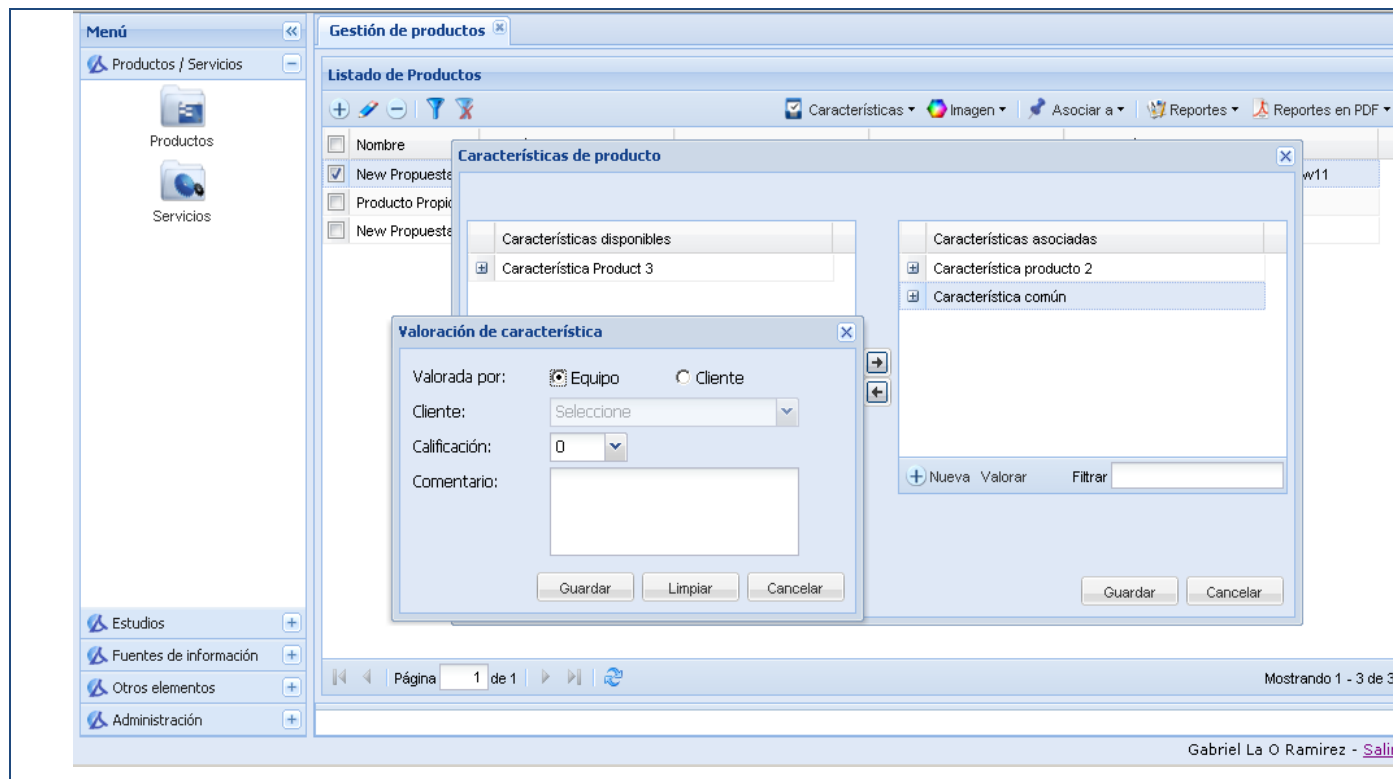 Menú
Gestión de productos
Productos / Servicios
Listado de Productos
Características Imagen Asociar a Reportes Reportes en PDF
Productos
Nombre
Características de producto
New Propuesta w11
Producto Propi
Servicios
New Propuesta
Características disponibles
Características asociadas
Característica Product 3
Característica producto 2
Característica común
Valoración de característica
Valorada por: Equipo Cliente
Cliente: Seleccione
Calificación: 0
Comentario:
Nueva Valorar Filtrar
Guardar Limpiar Cancelar
Guardar Cancelar
Estudios
Fuentes de información
Página 1 de 1
Mostrando 1 - 3 de 3
Otros elementos
Administración
Gabriel La O Ramirez - Salir